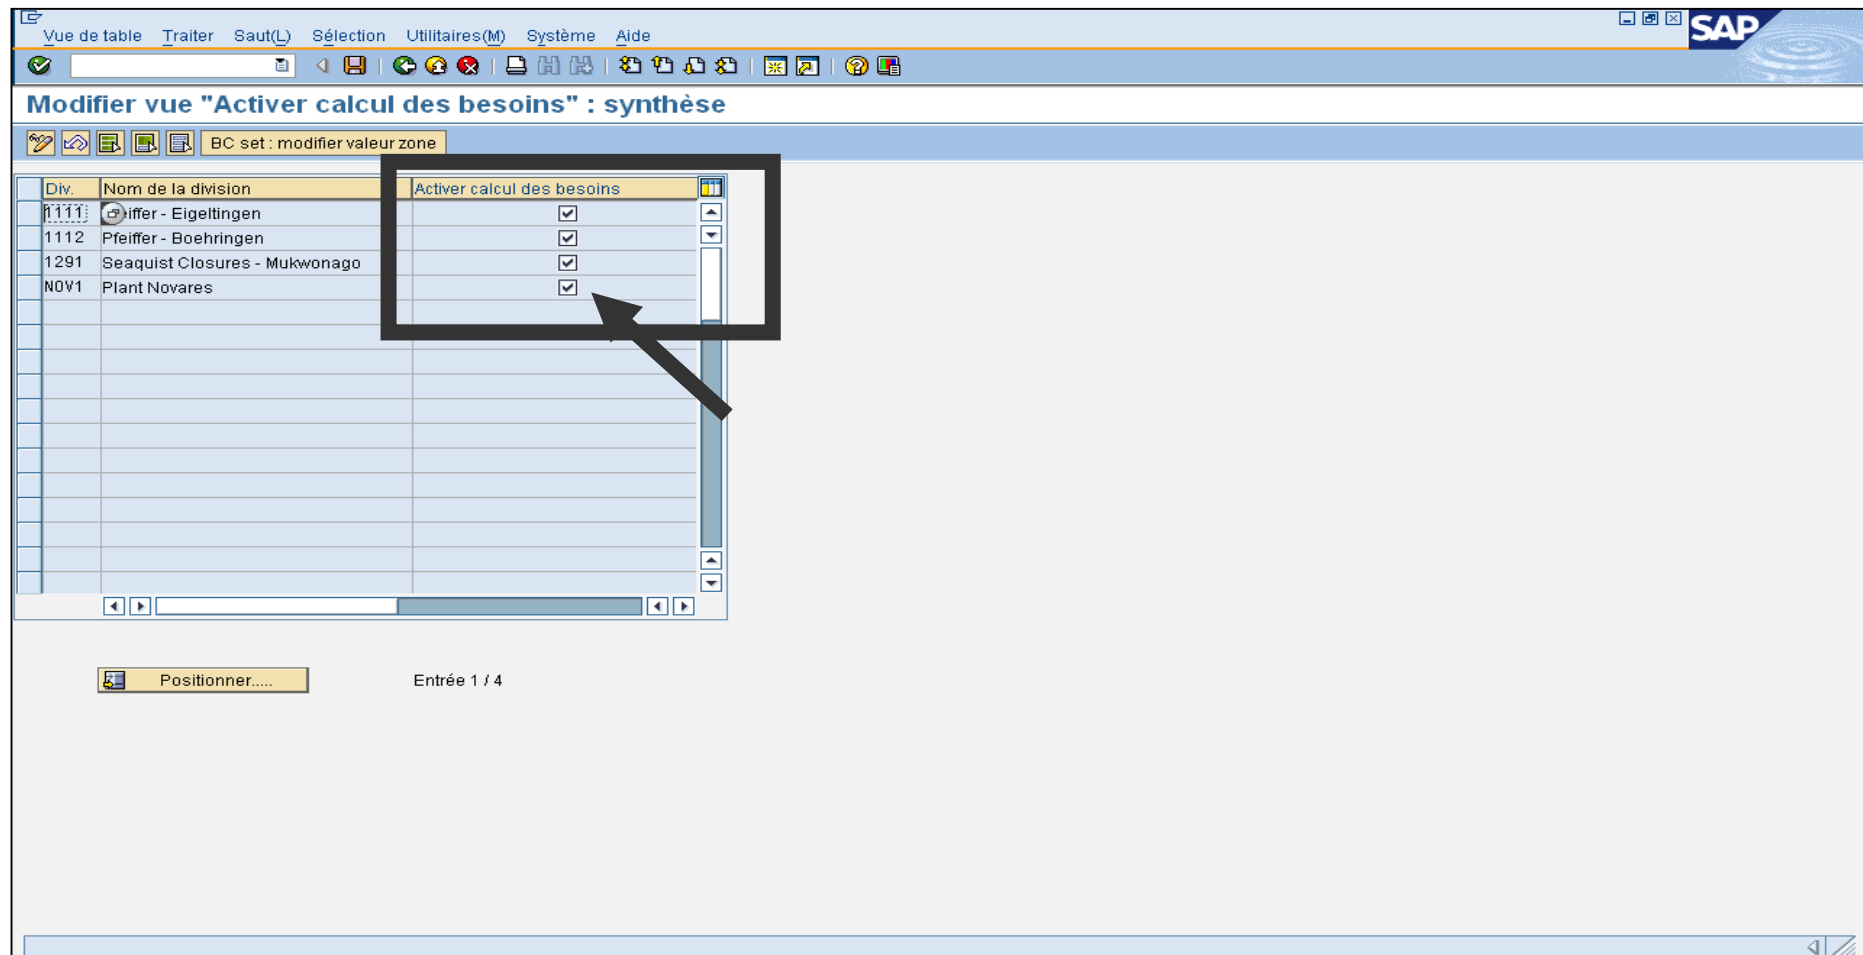 Vue de table Traiter Saut(L) Sélection Utilitaires(M) Système Aide
SAP
Modifier vue "Activer calcul des besoins" : synthèse
BC set : modifier valeur zone
Div. Nom de la division Activer calcul des besoins
1111 iffer - Eigeltingen
1112 Pfeiffer - Boehringen
1291 Seaquist Closures - Mukwonago
NOV1 Plant Novares
Positionner..... Entrée 1 / 4